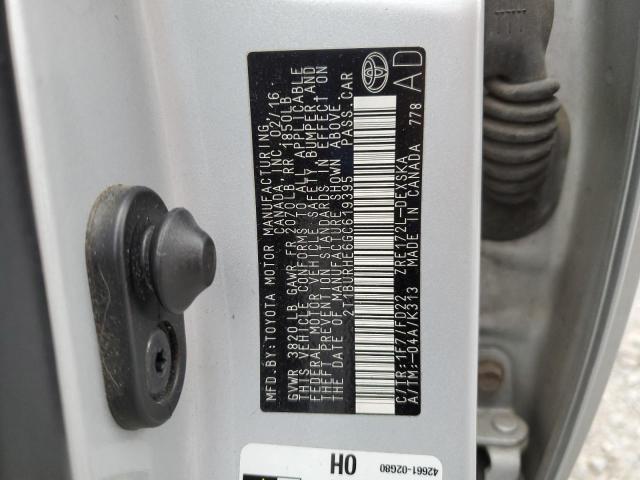 MFD.BY:TOYOTA MOTOR MANUFACTURING,
CANADA, INC. 02/16
GVWR 3820 LB GAWR FR 2070LB RR 1850LB
THIS VEHICLE CONFORMS TO ALL APPLICABLE
FEDERAL MOTOR VEHICLE SAFETY, BUMPER AND
THEFT PREVENTION STANDARDS IN EFFECT ON
THE DATE OF MANUFACTURE SHOWN ABOVE.
2T1BURHE6GC619395 PASS.CAR
C/TR:1F7/FD22 ZRE172L-DEXSKA
A/TM:-04A/K313 MADE IN CANADA 778
AD
OH
42661-02G80